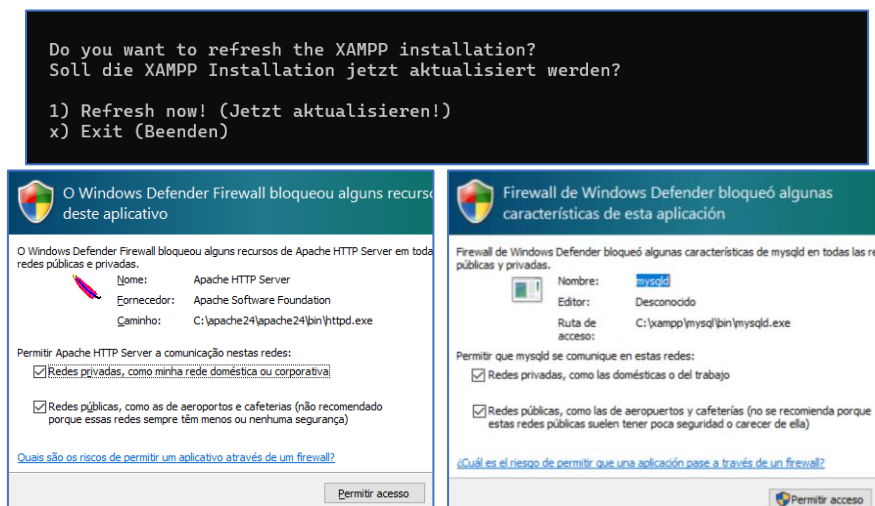 Do you want to refresh the XAMPP installation?
Soll die XAMPP Installation jetzt aktualisiert werden?
1) Refresh now! (Jetzt aktualisieren!)
x) Exit (Beenden)
O Windows Defender Firewall bloqueou alguns
deste aplicativo
O Windows Defender Firewall bloqueou alguns recursos de Apache HTTP Server em
redes públicas e privadas.
Nome: Apache HTTP Server
Fornecedor: Apache Software Foundation
Caminho: C:\apache24\apache24\bin\httpd.exe
Permitir Apache HTTP Server a comunicação nestas redes:
Redes privadas, como minha rede doméstica ou corporativa
Redes públicas, como as de aeroportos e cafeterias (não recomendado
porque essas redes sempre têm menos ou nenhuma segurança)
Quais são os riscos de permitir um aplicativo através de um firewall?
Permitir acesso
Firewall de Windows Defender bloqueó algunas
características de esta aplicación
Firewall de Windows Defender bloqueó algunas características de mysqld en todas las
públicas y privadas.
Nombre: mysqld
Editor: Desconocido
Ruta de C:\xampp\mysql\bin\mysqld.exe
acceso:
Permitir que mysqld se comunique en estas redes:
Redes privadas, como las domésticas o del trabajo
Redes públicas, como las de aeropuertos y cafeterías (no se recomienda porque
estas redes públicas suelen tener poca seguridad o carecer de ella)
¿Cuál es el riesgo de permitir que una aplicación pase a través de un firewall?
Permitir acceso